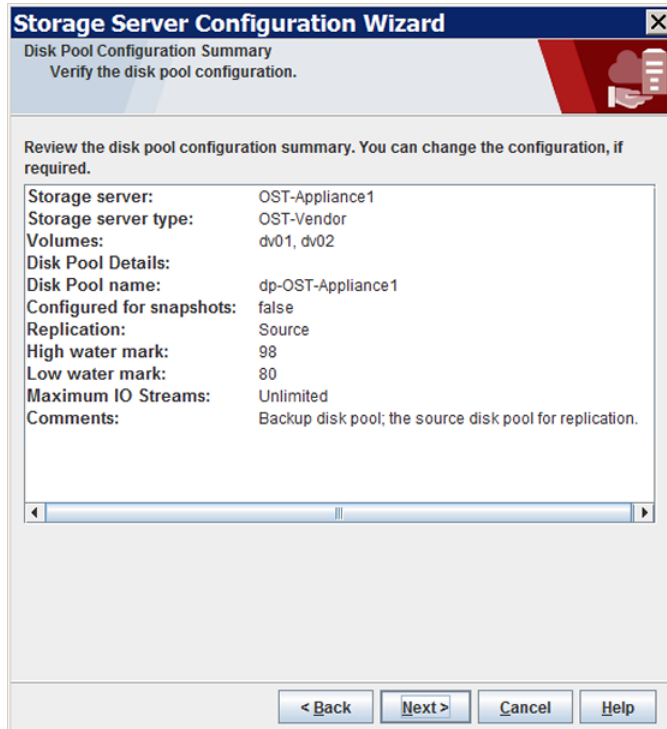 Storage Server Configuration Wizard
Disk Pool Configuration Summary
Verify the disk pool configuration.
Review the disk pool configuration summary. You can change the configuration, if
required.
Storage server: OST-Appliance1
Storage server type: OST-Vendor
Volumes: dv01, dv02
Disk Pool Details:
Disk Pool name: dp-OST-Appliance1
Configured for snapshots: false
Replication: Source
High water mark: 98
Low water mark: 80
Maximum IO Streams: Unlimited
Comments: Backup disk pool; the source disk pool for replication.
< Back Next > Cancel Help